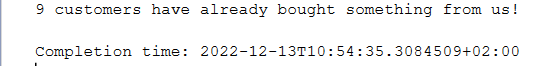 9 customers have already bought something from us!
Completion time: 2022-12-13T10:54:35.3084509+02:00